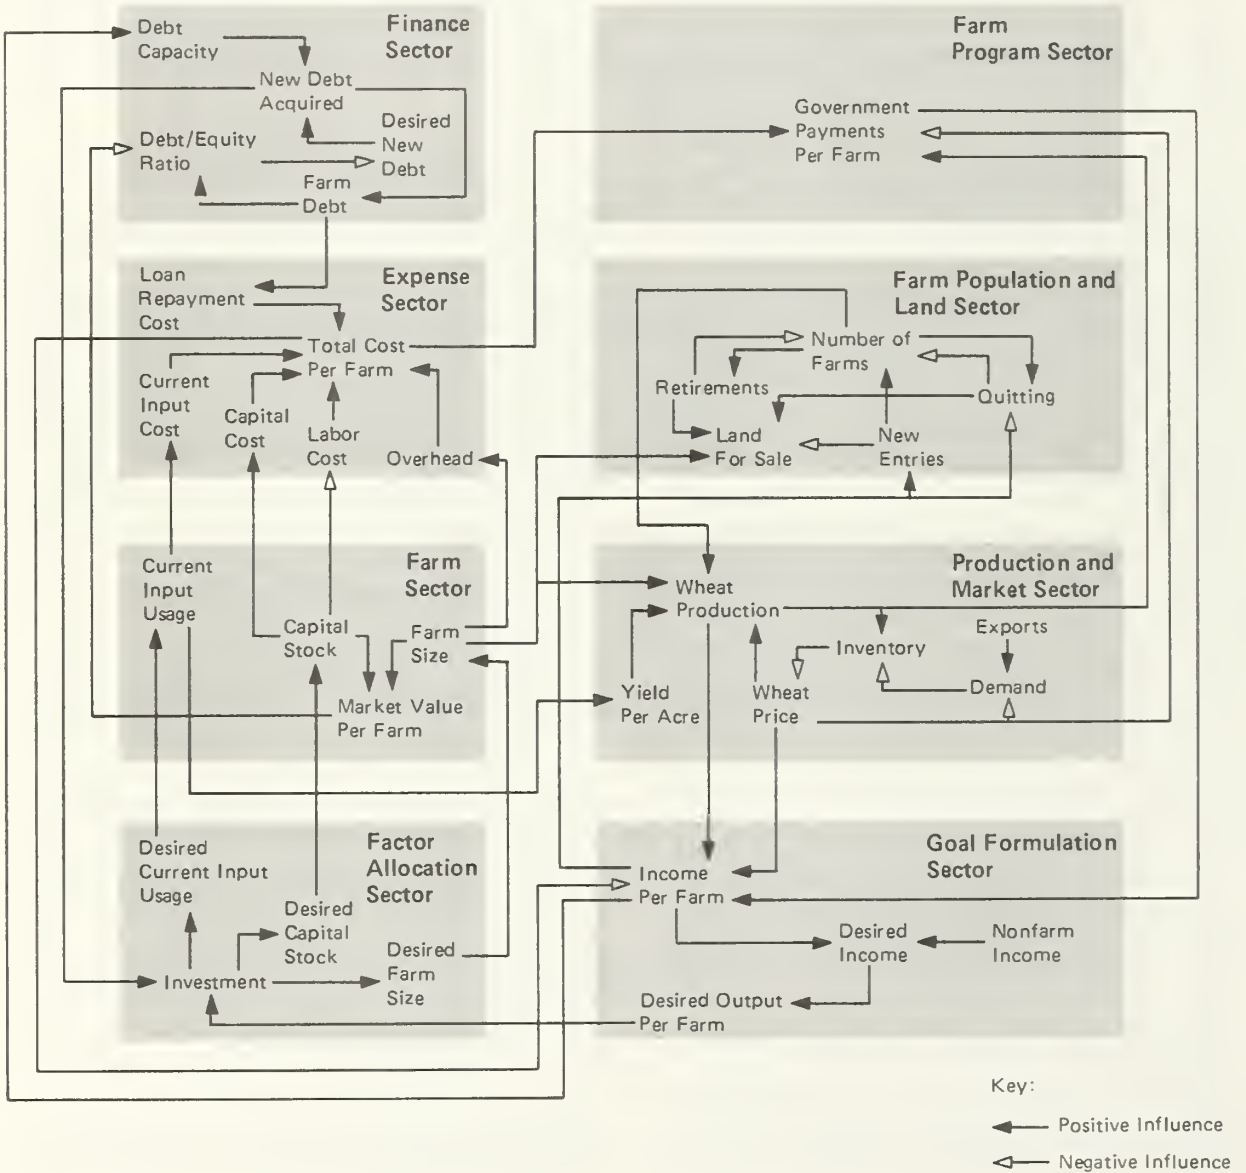 Finance
Sector
Debt
Capacity
New Debt
Acquired
Desired
New
Debt
Debt/Equity
Ratio
Farm
Debt
Farm
Program Sector
Government
Payments
Per Farm
Expense
Sector
Loan
Repayment
Cost
Total Cost
Per Farm
Current
Input
Cost
Capital
Cost
Labor
Cost
Overhead
Farm Population and
Land Sector
Number of
Farms
Retirements
Quitting
Land
For Sale
New
Entries
Farm
Sector
Current
Input
Usage
Capital
Stock
Farm
Size
Market Value
Per Farm
Production and
Market Sector
Wheat
Production
Exports
Inventory
Demand
Yield
Per Acre
Wheat
Price
Factor
Allocation
Sector
Desired
Current Input
Usage
Desired
Capital
Stock
Desired
Farm
Size
Investment
Goal Formulation
Sector
Income
Per Farm
Desired
Income
Nonfarm
Income
Desired Output
Per Farm
Key:
Positive Influence
Negative Influence